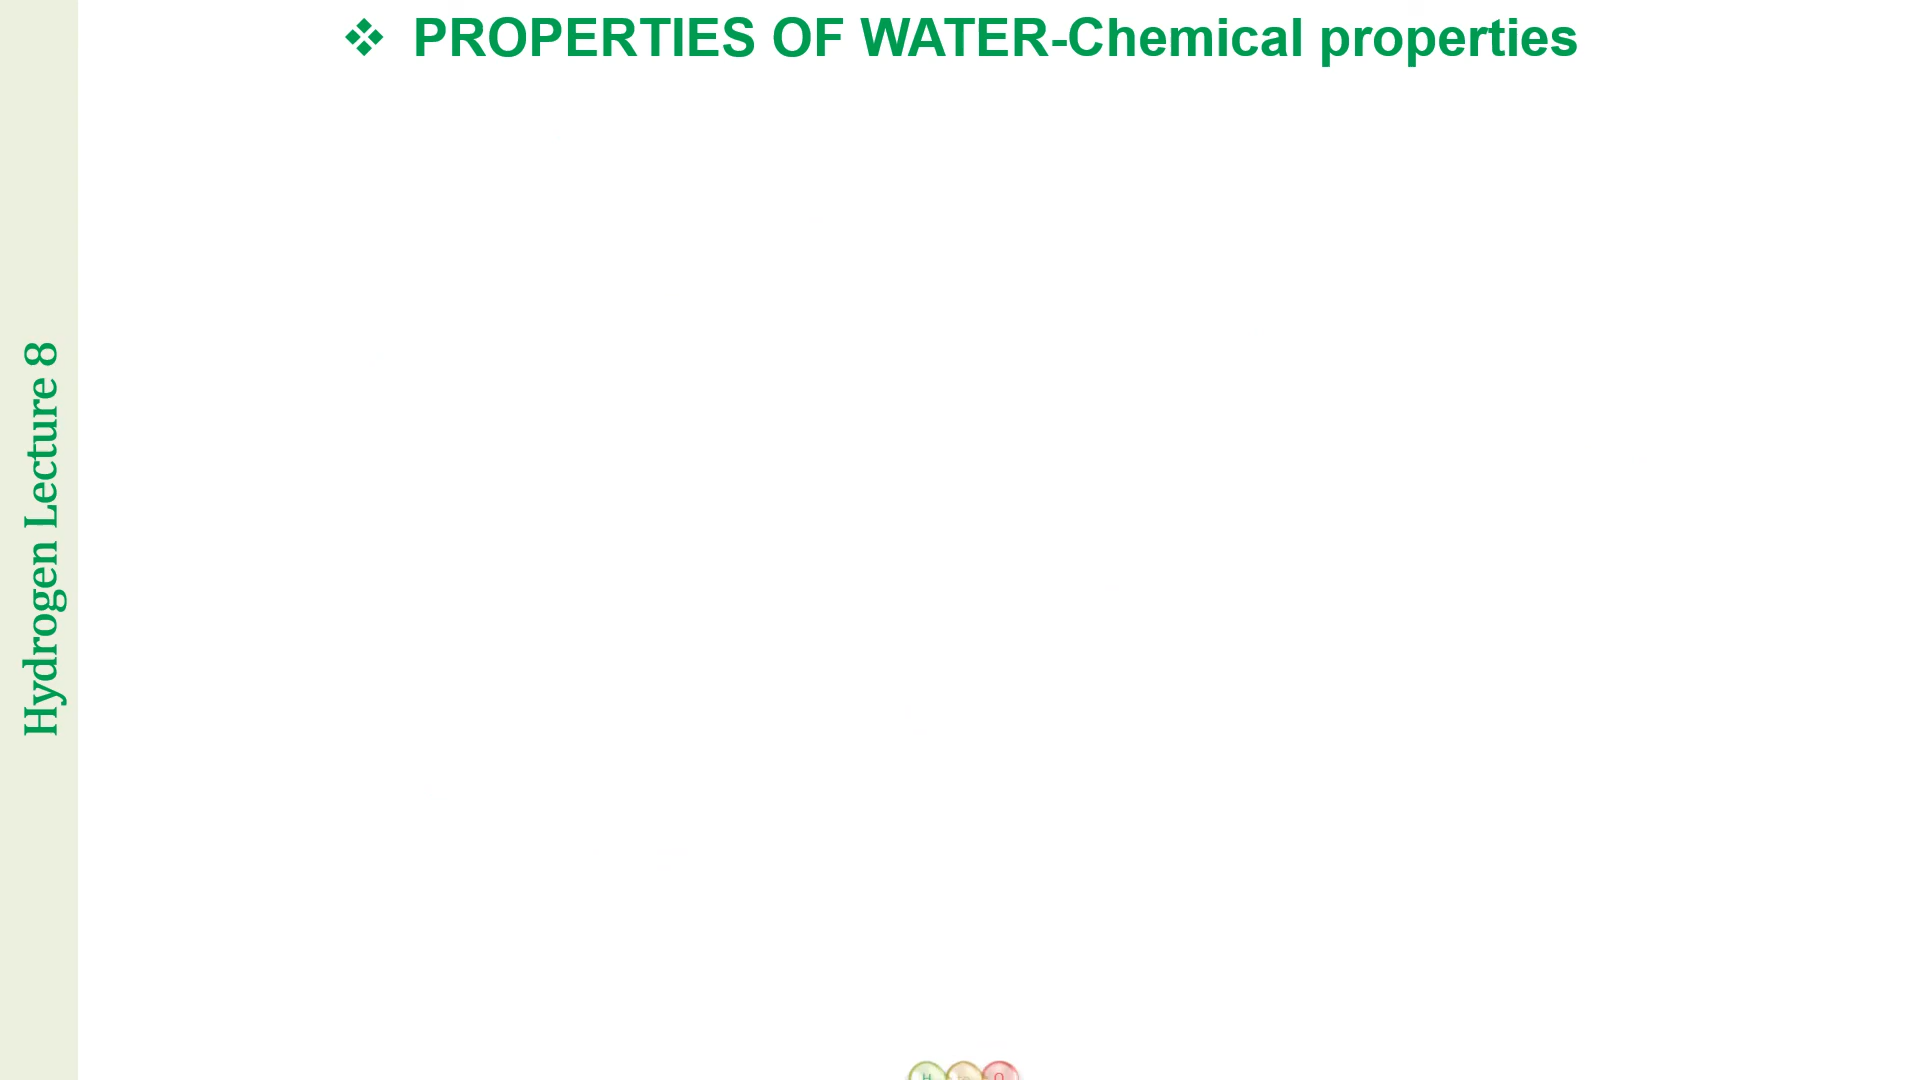 ❖ PROPERTIES OF WATER-Chemical properties
Hydrogen Lecture 8